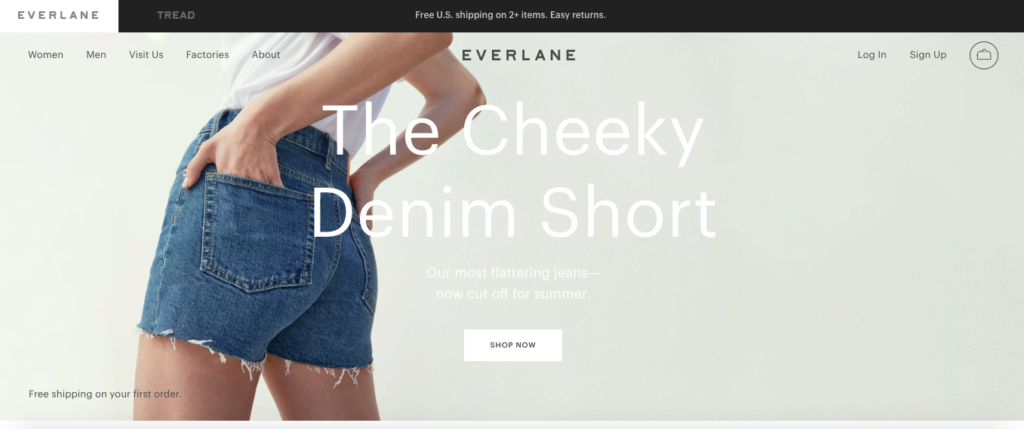 EVERLANE
TREAD
Free U.S. shipping on 2+ items. Easy returns.
Women
Men
Visit Us
Factories
About
EVERLANE
Log In
Sign Up
The Cheeky
Denim Short
Our most flattering jeans—
now cut off for summer.
SHOP NOW
Free shipping on your first order.